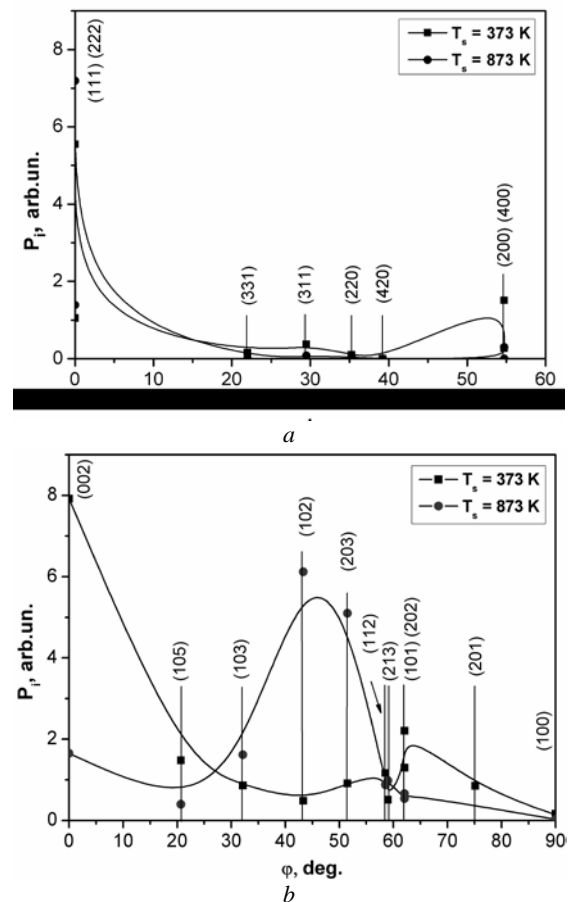 8
6
4
2
0
P_i, arb.un.
(111) (222)
(331)
(311)
(220)
(420)
(200) (400)
T_s = 373 K
T_s = 873 K
0 10 20 30 40 50 60
a
8
6
4
2
0
P_i, arb.un.
(002)
(105)
(103)
(102)
(203)
(112)
(213)
(101) (202)
(201)
(100)
T_s = 373 K
T_s = 873 K
0 10 20 30 40 50 60 70 80 90
φ, deg.
b